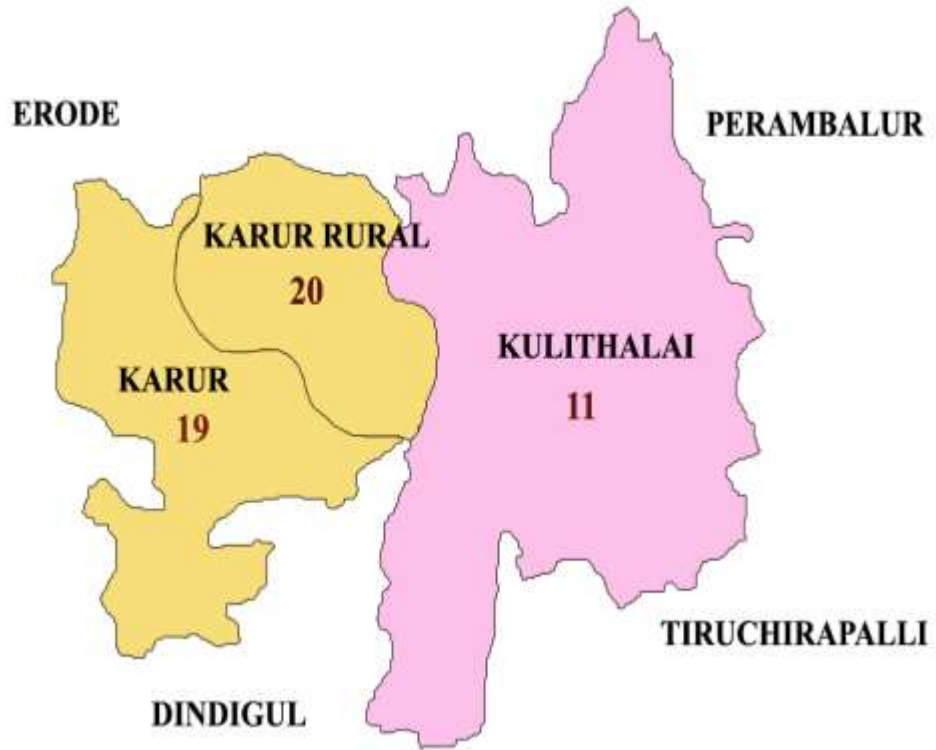 ERODE
PERAMBALUR
KARUR RURAL
20
KULITHALAI
KARUR
11
19
TIRUCHIRAPALLI
DINDIGUL